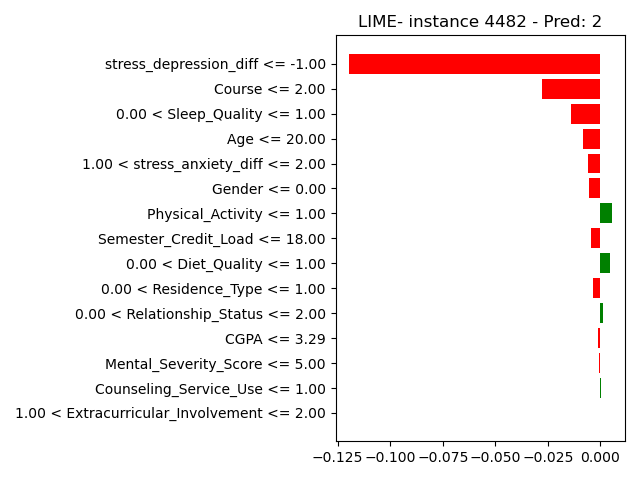 LIME- instance 4482 - Pred: 2
stress_depression_diff <= -1.00
Course <= 2.00
0.00 < Sleep_Quality <= 1.00
Age <= 20.00
1.00 < stress_anxiety_diff <= 2.00
Gender <= 0.00
Physical_Activity <= 1.00
Semester_Credit_Load <= 18.00
0.00 < Diet_Quality <= 1.00
0.00 < Residence_Type <= 1.00
0.00 < Relationship_Status <= 2.00
CGPA <= 3.29
Mental_Severity_Score <= 5.00
Counseling_Service_Use <= 1.00
1.00 < Extracurricular_Involvement <= 2.00
−0.125 −0.100 −0.075 −0.050 −0.025 0.000